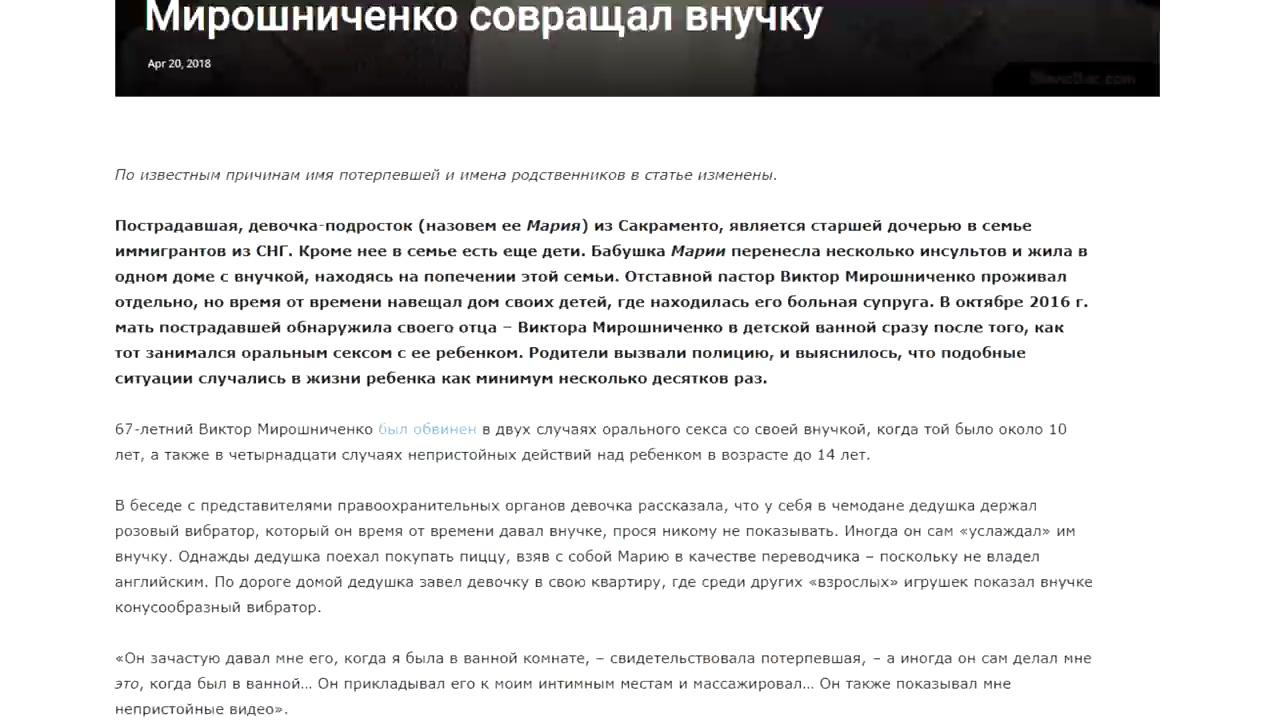 Мирошниченко совращал внучку
Apr 20, 2018
По известным причинам имя потерпевшей и имена родственников в статье изменены.
Пострадавшая, девочка-подросток (назовем ее Мария) из Сакраменто, является старшей дочерью в семье
иммигрантов из СНГ. Кроме нее в семье есть еще дети. Бабушка Марии перенесла несколько инсультов и жила в
одном доме с внучкой, находясь на попечении этой семьи. Отставной пастор Виктор Мирошниченко проживал
отдельно, но время от времени навещал дом своих детей, где находилась его больная супруга. В октябре 2016 г.
мать пострадавшей обнаружила своего отца – Виктора Мирошниченко в детской ванной сразу после того, как
тот занимался оральным сексом с ее ребенком. Родители вызвали полицию, и выяснилось, что подобные
ситуации случались в жизни ребенка как минимум несколько десятков раз.
67-летний Виктор Мирошниченко был обвинен в двух случаях орального секса со своей внучкой, когда той было около 10
лет, а также в четырнадцати случаях непристойных действий над ребенком в возрасте до 14 лет.
В беседе с представителями правоохранительных органов девочка рассказала, что у себя в чемодане дедушка держал
розовый вибратор, который он время от времени давал внучке, прося никому не показывать. Иногда он сам «услаждал» им
внучку. Однажды дедушка поехал покупать пиццу, взяв с собой Марию в качестве переводчика – поскольку не владел
английским. По дороге домой дедушка завел девочку в свою квартиру, где среди других «взрослых» игрушек показал внучке
конусообразный вибратор.
«Он зачастую давал мне его, когда я была в ванной комнате, – свидетельствовала потерпевшая, – а иногда он сам делал мне
это, когда был в ванной… Он прикладывал его к моим интимным местам и массажировал… Он также показывал мне
непристойные видео».